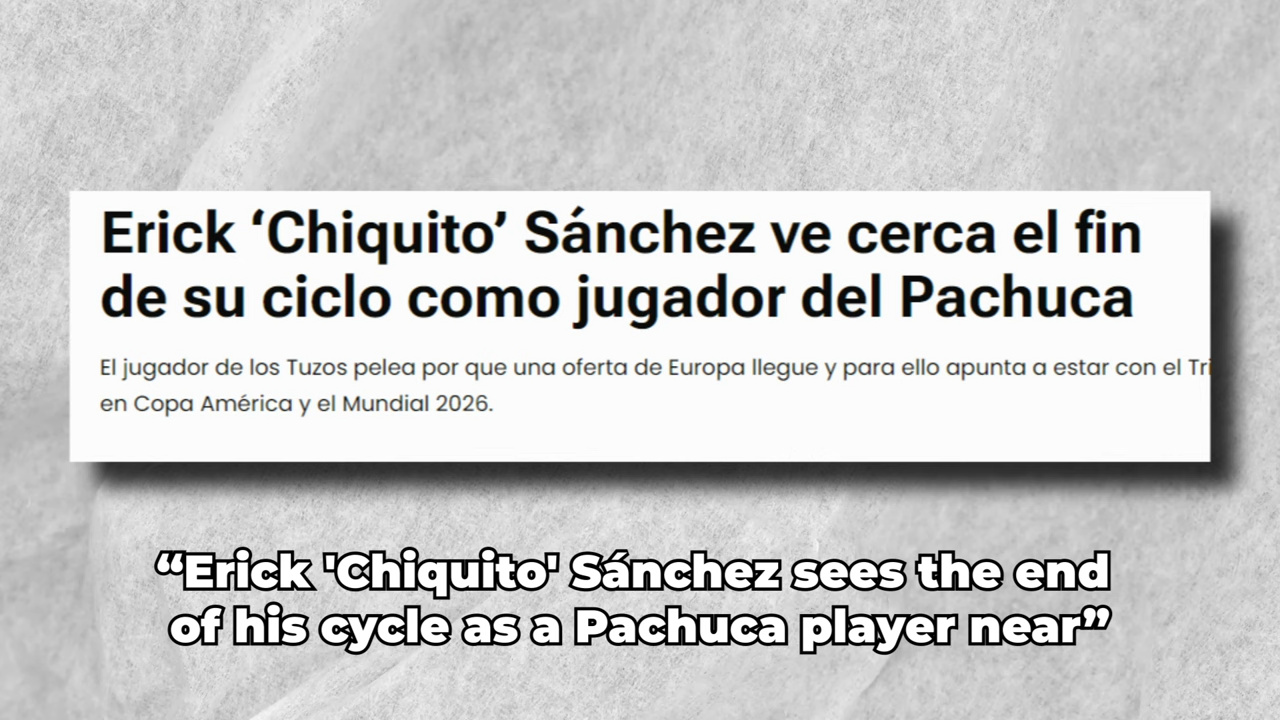 Erick ‘Chiquito’ Sánchez ve cerca el fin
de su ciclo como jugador del Pachuca
El jugador de los Tuzos pelea por que una oferta de Europa llegue y para ello apunta a estar con el Tri
en Copa América y el Mundial 2026.
“Erick 'Chiquito' Sánchez sees the end
of his cycle as a Pachuca player near”